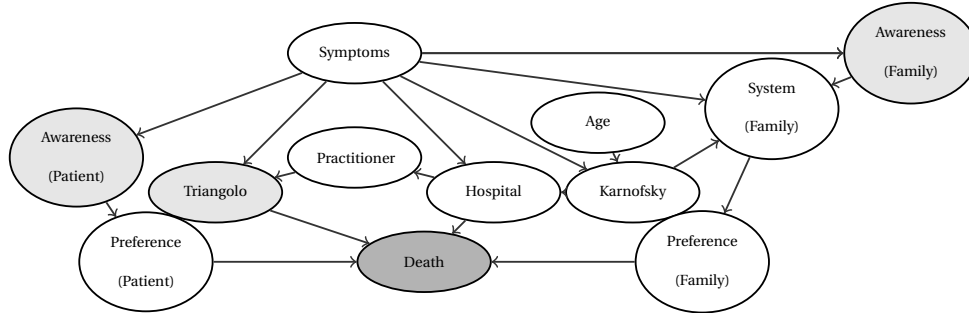 Symptoms
Awareness
(Family)
System
(Family)
Age
Awareness
(Patient)
Practitioner
Triangolo
Hospital
Karnofsky
Preference
(Patient)
Death
Preference
(Family)